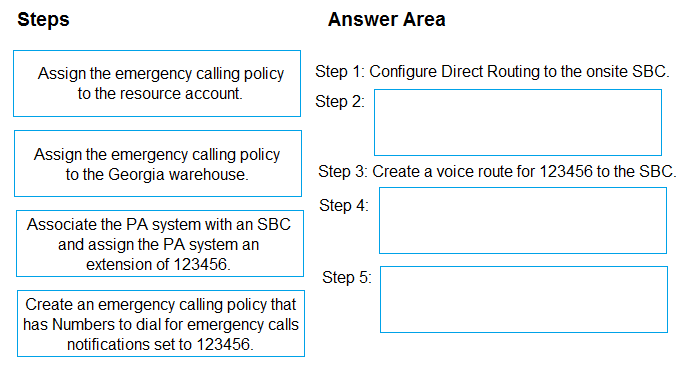 Steps
Answer Area
Assign the emergency calling policy
to the resource account.
Assign the emergency calling policy
to the Georgia warehouse.
Associate the PA system with an SBC
and assign the PA system an
extension of 123456.
Create an emergency calling policy that
has Numbers to dial for emergency calls
notifications set to 123456.
Step 1: Configure Direct Routing to the onsite SBC.
Step 2:
Step 3: Create a voice route for 123456 to the SBC.
Step 4:
Step 5: